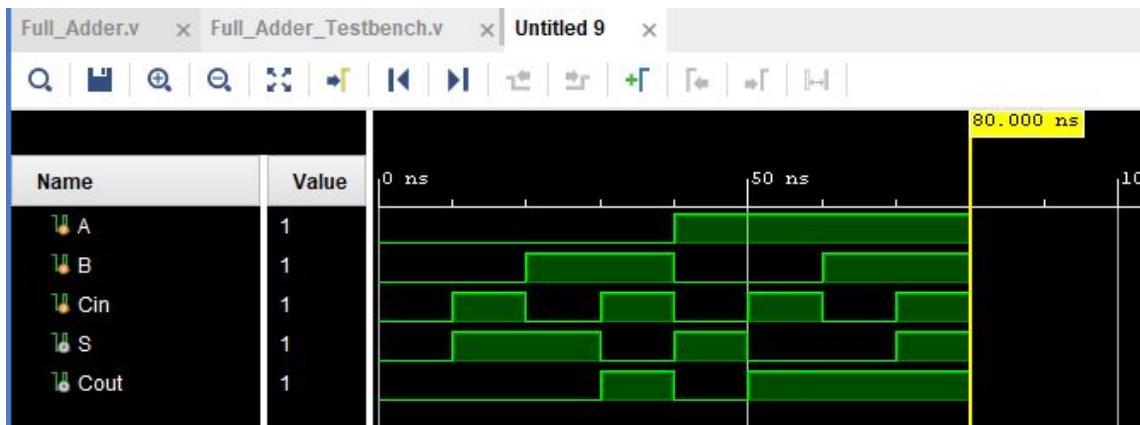 Full_Adder.v × Full_Adder_Testbench.v × Untitled 9 ×
80.000 ns
Name Value 0 ns 50 ns 10
A 1
B 1
Cin 1
S 1
Cout 1